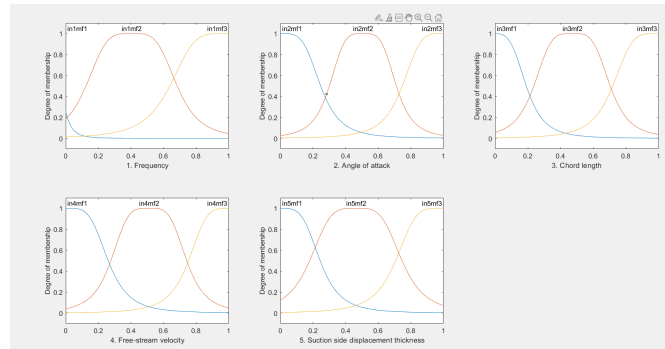 in1mf1 in1mf2 in1mf3
1
0.8
0.6
0.4
0.2
0
Degree of membership
0 0.2 0.4 0.6 0.8 1
1. Frequency
in2mf1 in2mf2 in2mf3
1
0.8
0.6
0.4
0.2
0
Degree of membership
0 0.2 0.4 0.6 0.8 1
2. Angle of attack
in3mf1 in3mf2 in3mf3
1
0.8
0.6
0.4
0.2
0
Degree of membership
0 0.2 0.4 0.6 0.8 1
3. Chord length
in4mf1 in4mf2 in4mf3
1
0.8
0.6
0.4
0.2
0
Degree of membership
0 0.2 0.4 0.6 0.8 1
4. Free-stream velocity
in5mf1 in5mf2 in5mf3
1
0.8
0.6
0.4
0.2
0
Degree of membership
0 0.2 0.4 0.6 0.8 1
5. Suction side displacement thickness